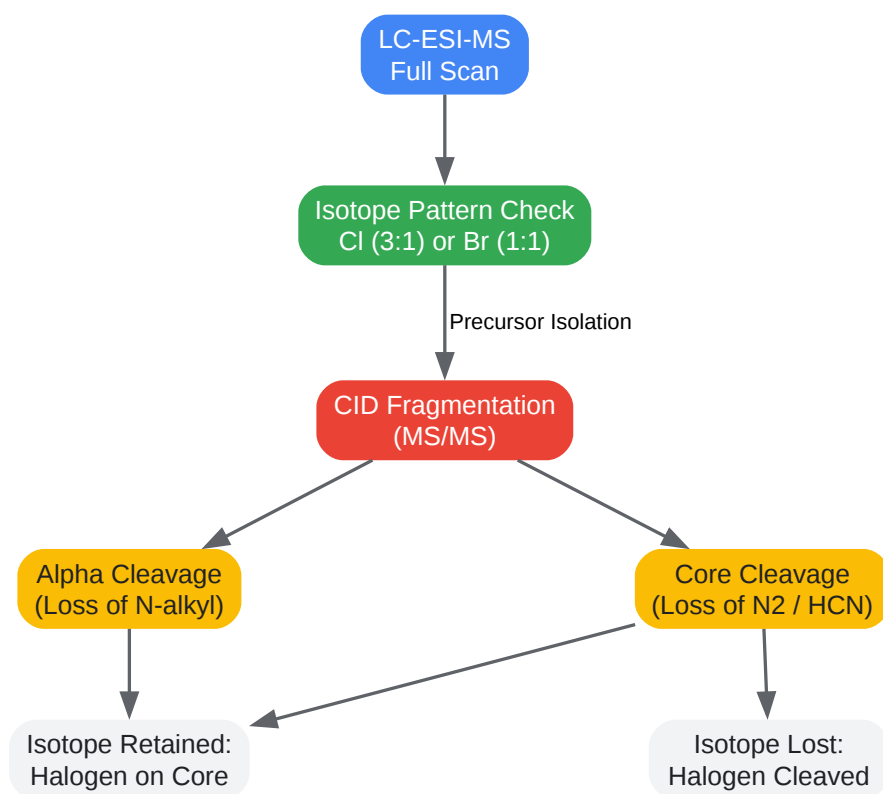 LC-ESI-MS
Full Scan
Isotope Pattern Check
Cl (3:1) or Br (1:1)
Precursor Isolation
CID Fragmentation
(MS/MS)
Alpha Cleavage
(Loss of N-alkyl)
Core Cleavage
(Loss of N2 / HCN)
Isotope Retained:
Halogen on Core
Isotope Lost:
Halogen Cleaved